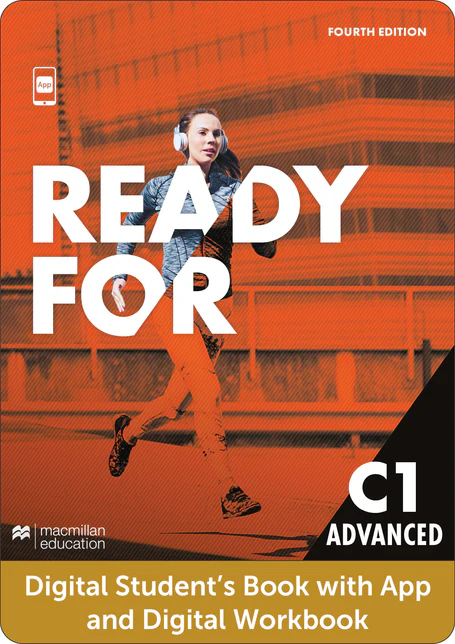 FOURTH EDITION
App
READY
FOR
C1
ADVANCED
macmillan
education
Digital Student's Book with App
and Digital Workbook